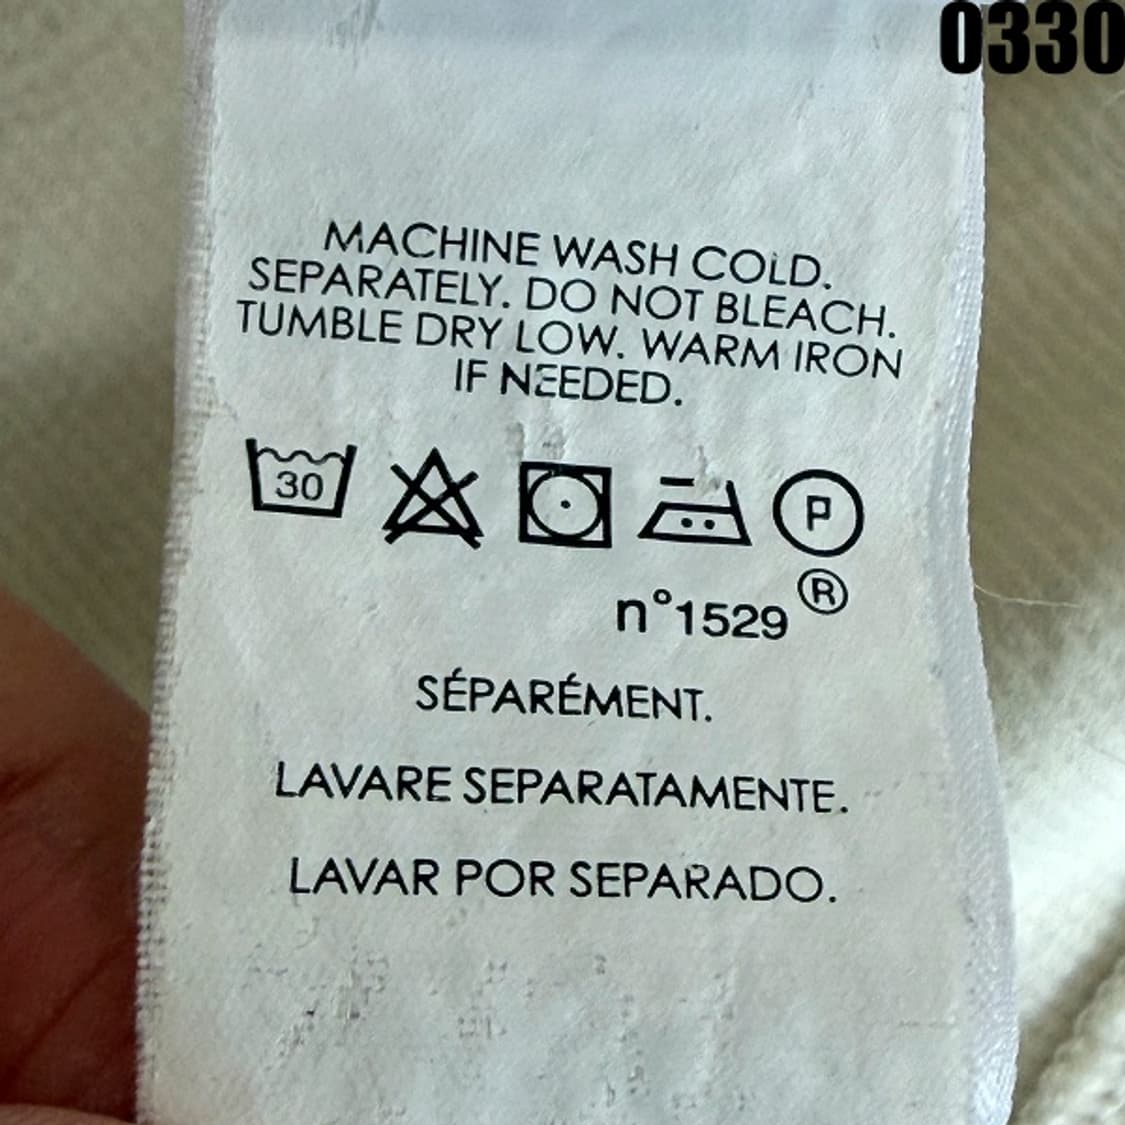 0330
MACHINE WASH COLD.
SEPARATELY. DO NOT BLEACH.
TUMBLE DRY LOW. WARM IRON
IF NEEDED.
30
P
n°1529 ®
SÉPARÉMENT.
LAVARE SEPARATAMENTE.
LAVAR POR SEPARADO.